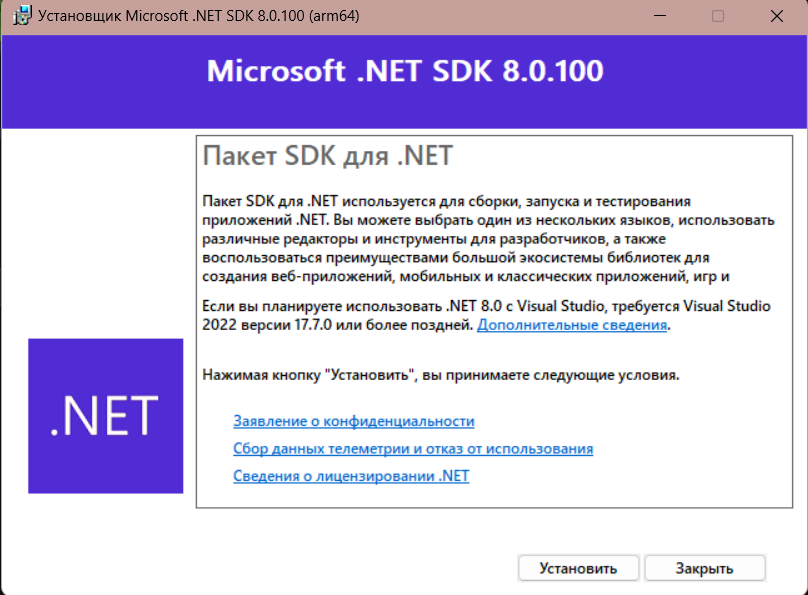 Установщик Microsoft .NET SDK 8.0.100 (arm64)
Microsoft .NET SDK 8.0.100
Пакет SDK для .NET
Пакет SDK для .NET используется для сборки, запуска и тестирования
приложений .NET. Вы можете выбрать один из нескольких языков, использовать
различные редакторы и инструменты для разработчиков, а также
воспользоваться преимуществами большой экосистемы библиотек для
создания веб-приложений, мобильных и классических приложений, игр и
Если вы планируете использовать .NET 8.0 с Visual Studio, требуется Visual Studio
2022 версии 17.7.0 или более поздней. Дополнительные сведения.
Нажимая кнопку "Установить", вы принимаете следующие условия.
Заявление о конфиденциальности
Сбор данных телеметрии и отказ от использования
Сведения о лицензировании .NET
.NET
Установить
Закрыть